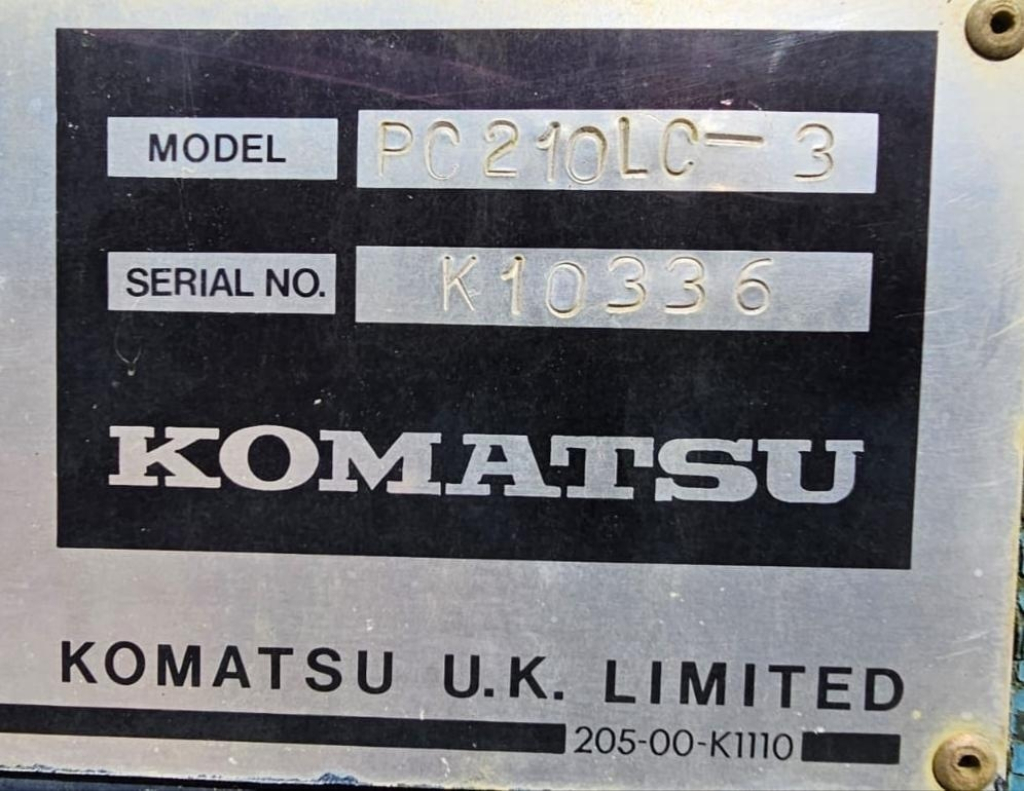 MODEL PC210LC-3
SERIAL NO. K10336
KOMATSU
KOMATSU U.K. LIMITED
205-00-K1110